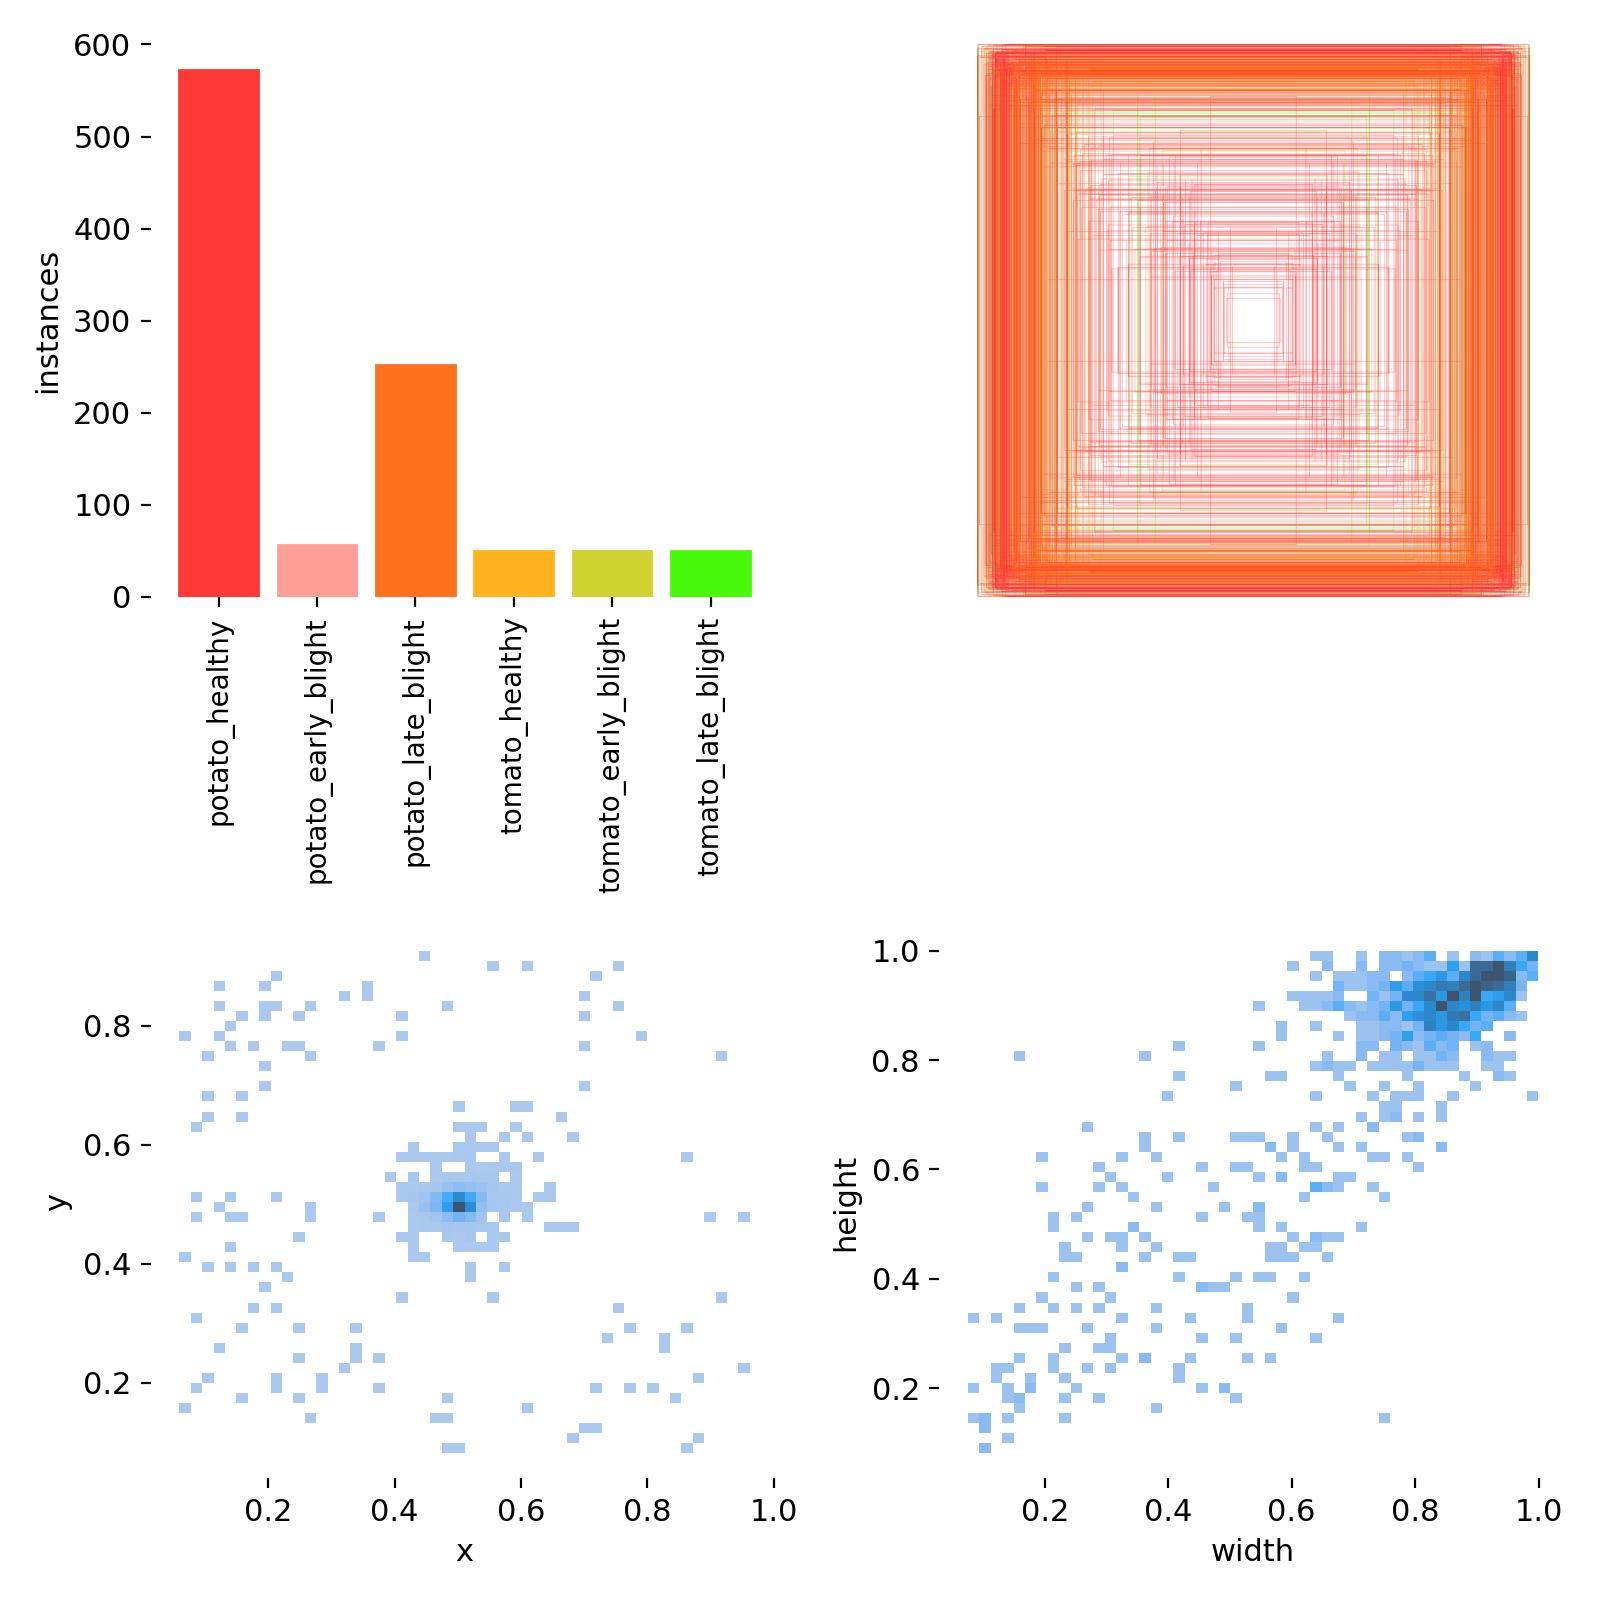 600
500
400
300
200
100
0
instances
potato_healthy
potato_early_blight
potato_late_blight
tomato_healthy
tomato_early_blight
tomato_late_blight
0.8
0.6
0.4
0.2
y
0.2 0.4 0.6 0.8 1.0
x
1.0
0.8
0.6
0.4
0.2
height
0.2 0.4 0.6 0.8 1.0
width